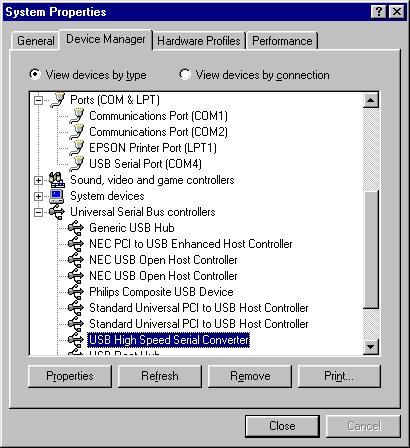 System Properties
General Device Manager Hardware Profiles Performance
View devices by type View devices by connection
Ports (COM & LPT)
Communications Port (COM1)
Communications Port (COM2)
EPSON Printer Port (LPT1)
USB Serial Port (COM4)
Sound, video and game controllers
System devices
Universal Serial Bus controllers
Generic USB Hub
NEC PCI to USB Enhanced Host Controller
NEC USB Open Host Controller
NEC USB Open Host Controller
Philips Composite USB Device
Standard Universal PCI to USB Host Controller
Standard Universal PCI to USB Host Controller
USB High Speed Serial Converter
USB Root Hub
Properties Refresh Remove Print...
Close Cancel